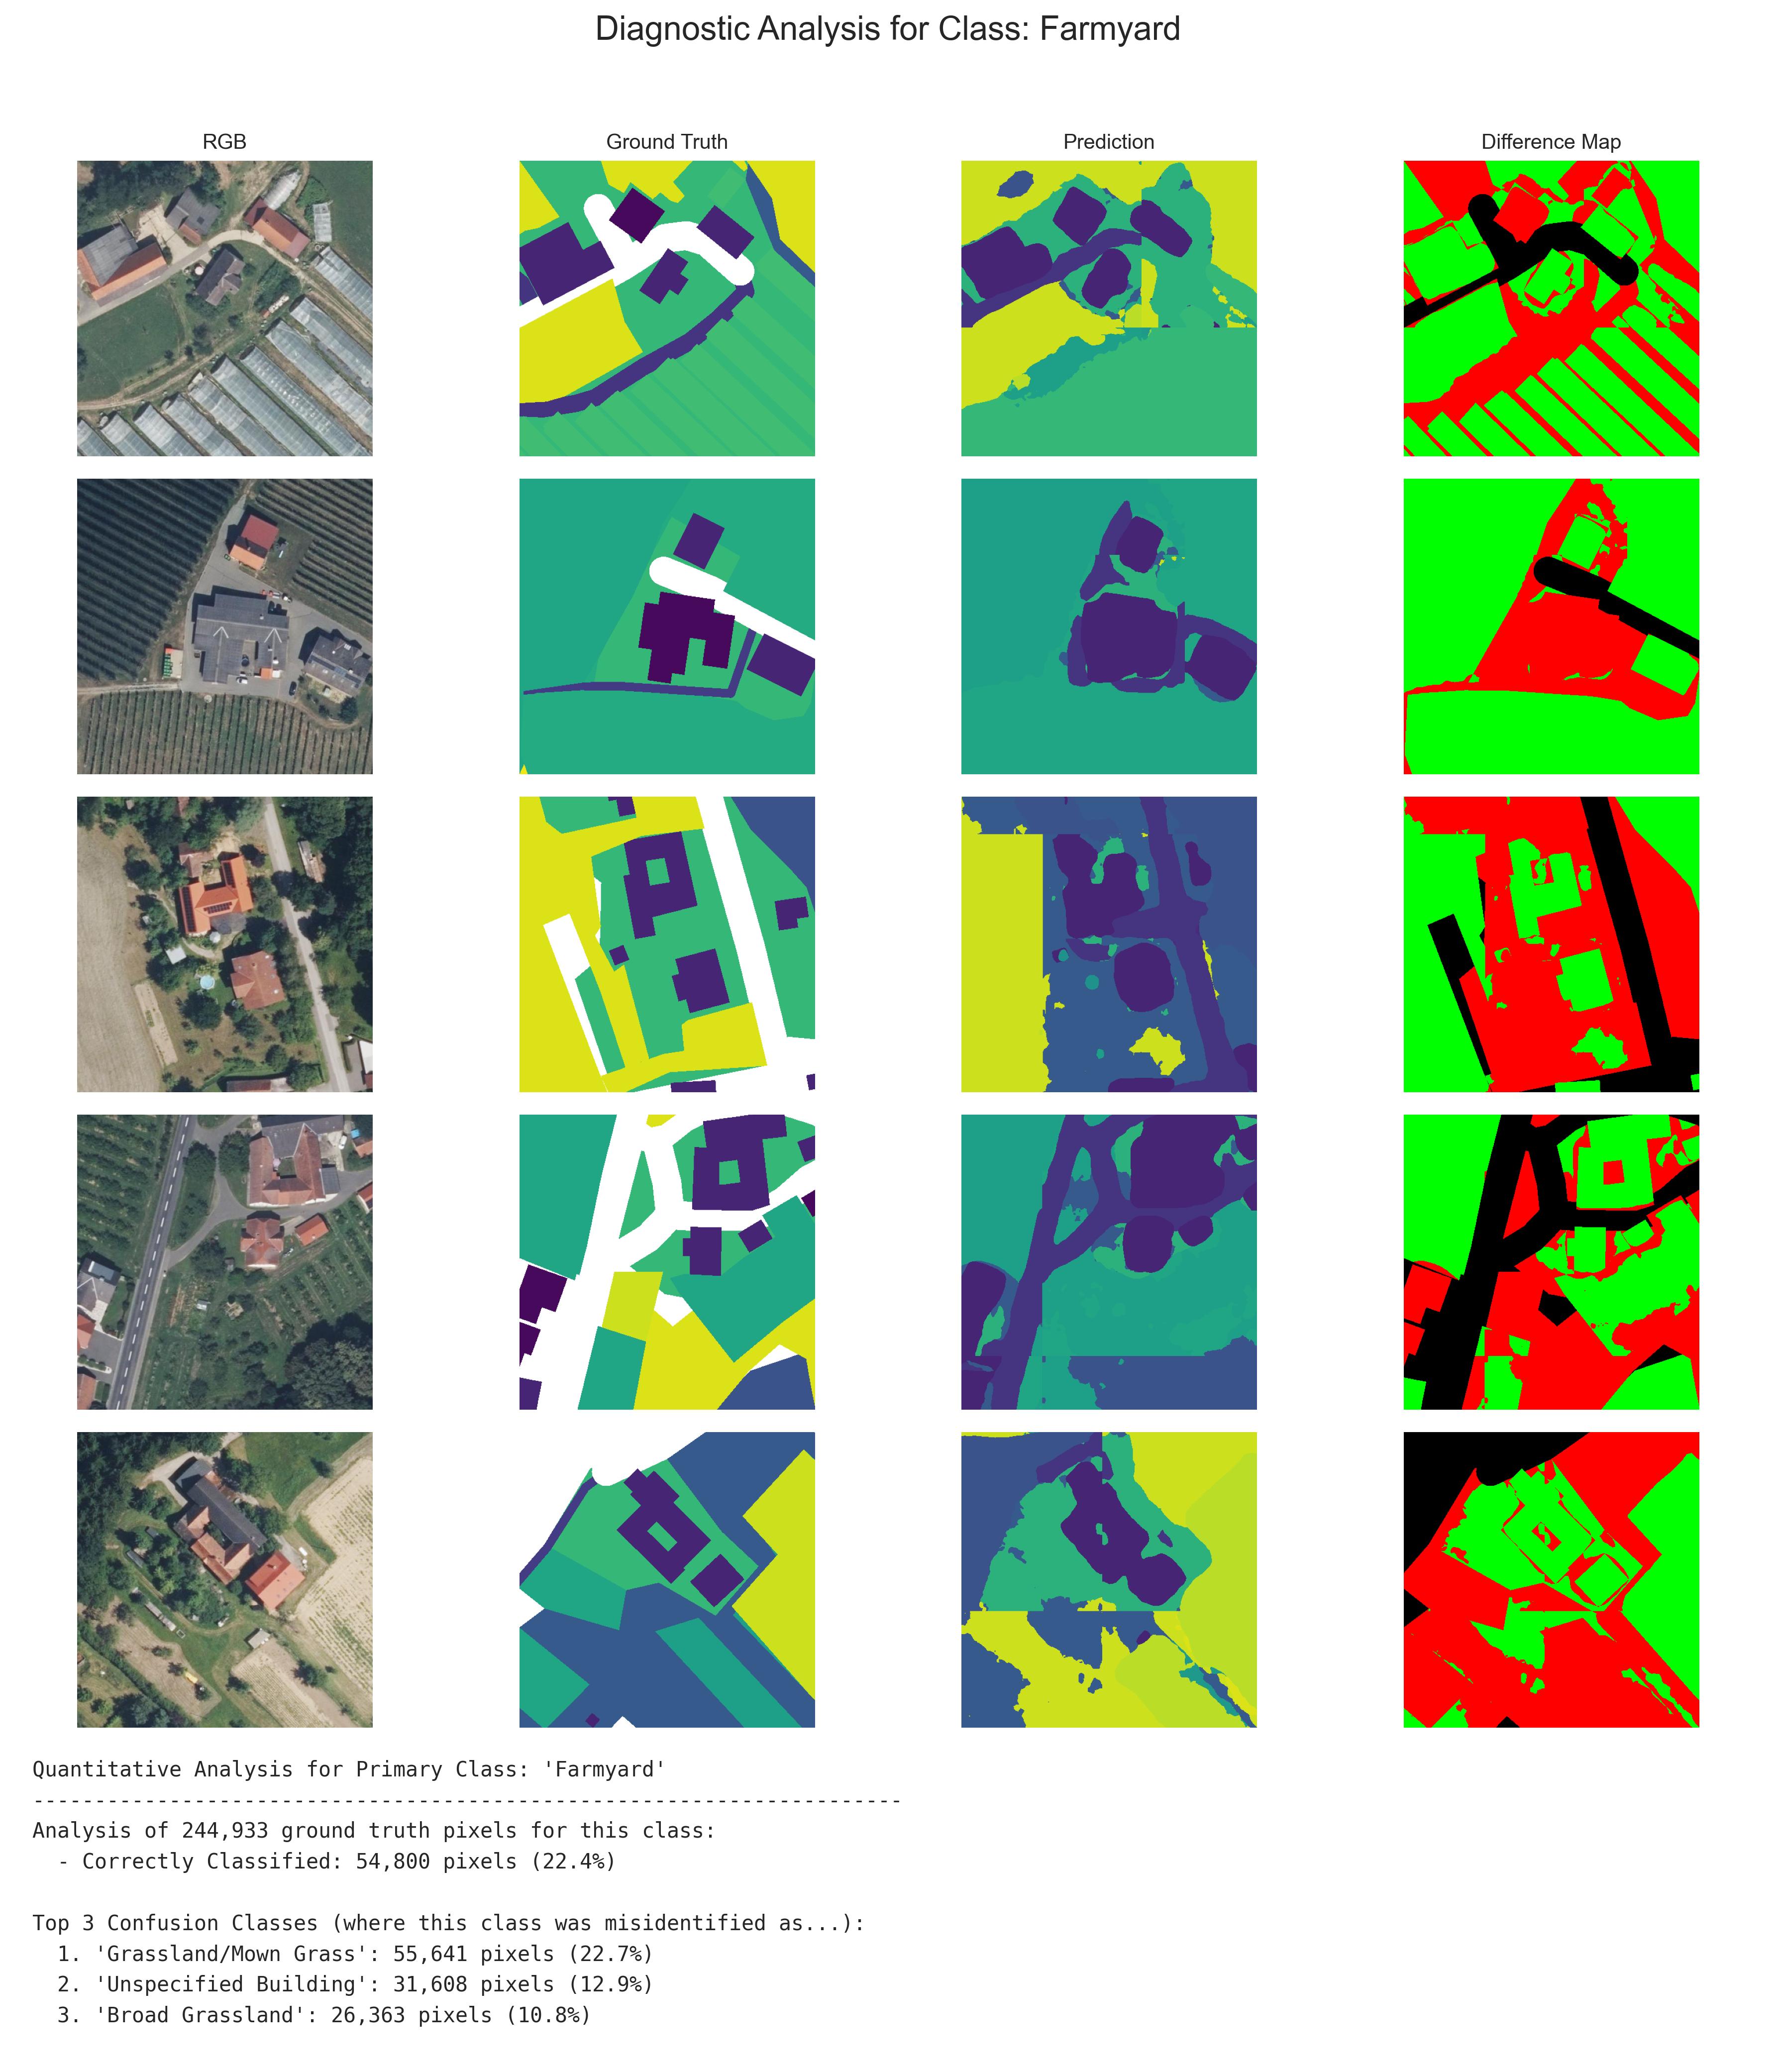 Diagnostic Analysis for Class: Farmyard
RGB
Ground Truth
Prediction
Difference Map
Quantitative Analysis for Primary Class: 'Farmyard'
----------------------------------------------------------------------
Analysis of 244,933 ground truth pixels for this class:
- Correctly Classified: 54,800 pixels (22.4%)
Top 3 Confusion Classes (where this class was misidentified as...):
1. 'Grassland/Mown Grass': 55,641 pixels (22.7%)
2. 'Unspecified Building': 31,608 pixels (12.9%)
3. 'Broad Grassland': 26,363 pixels (10.8%)